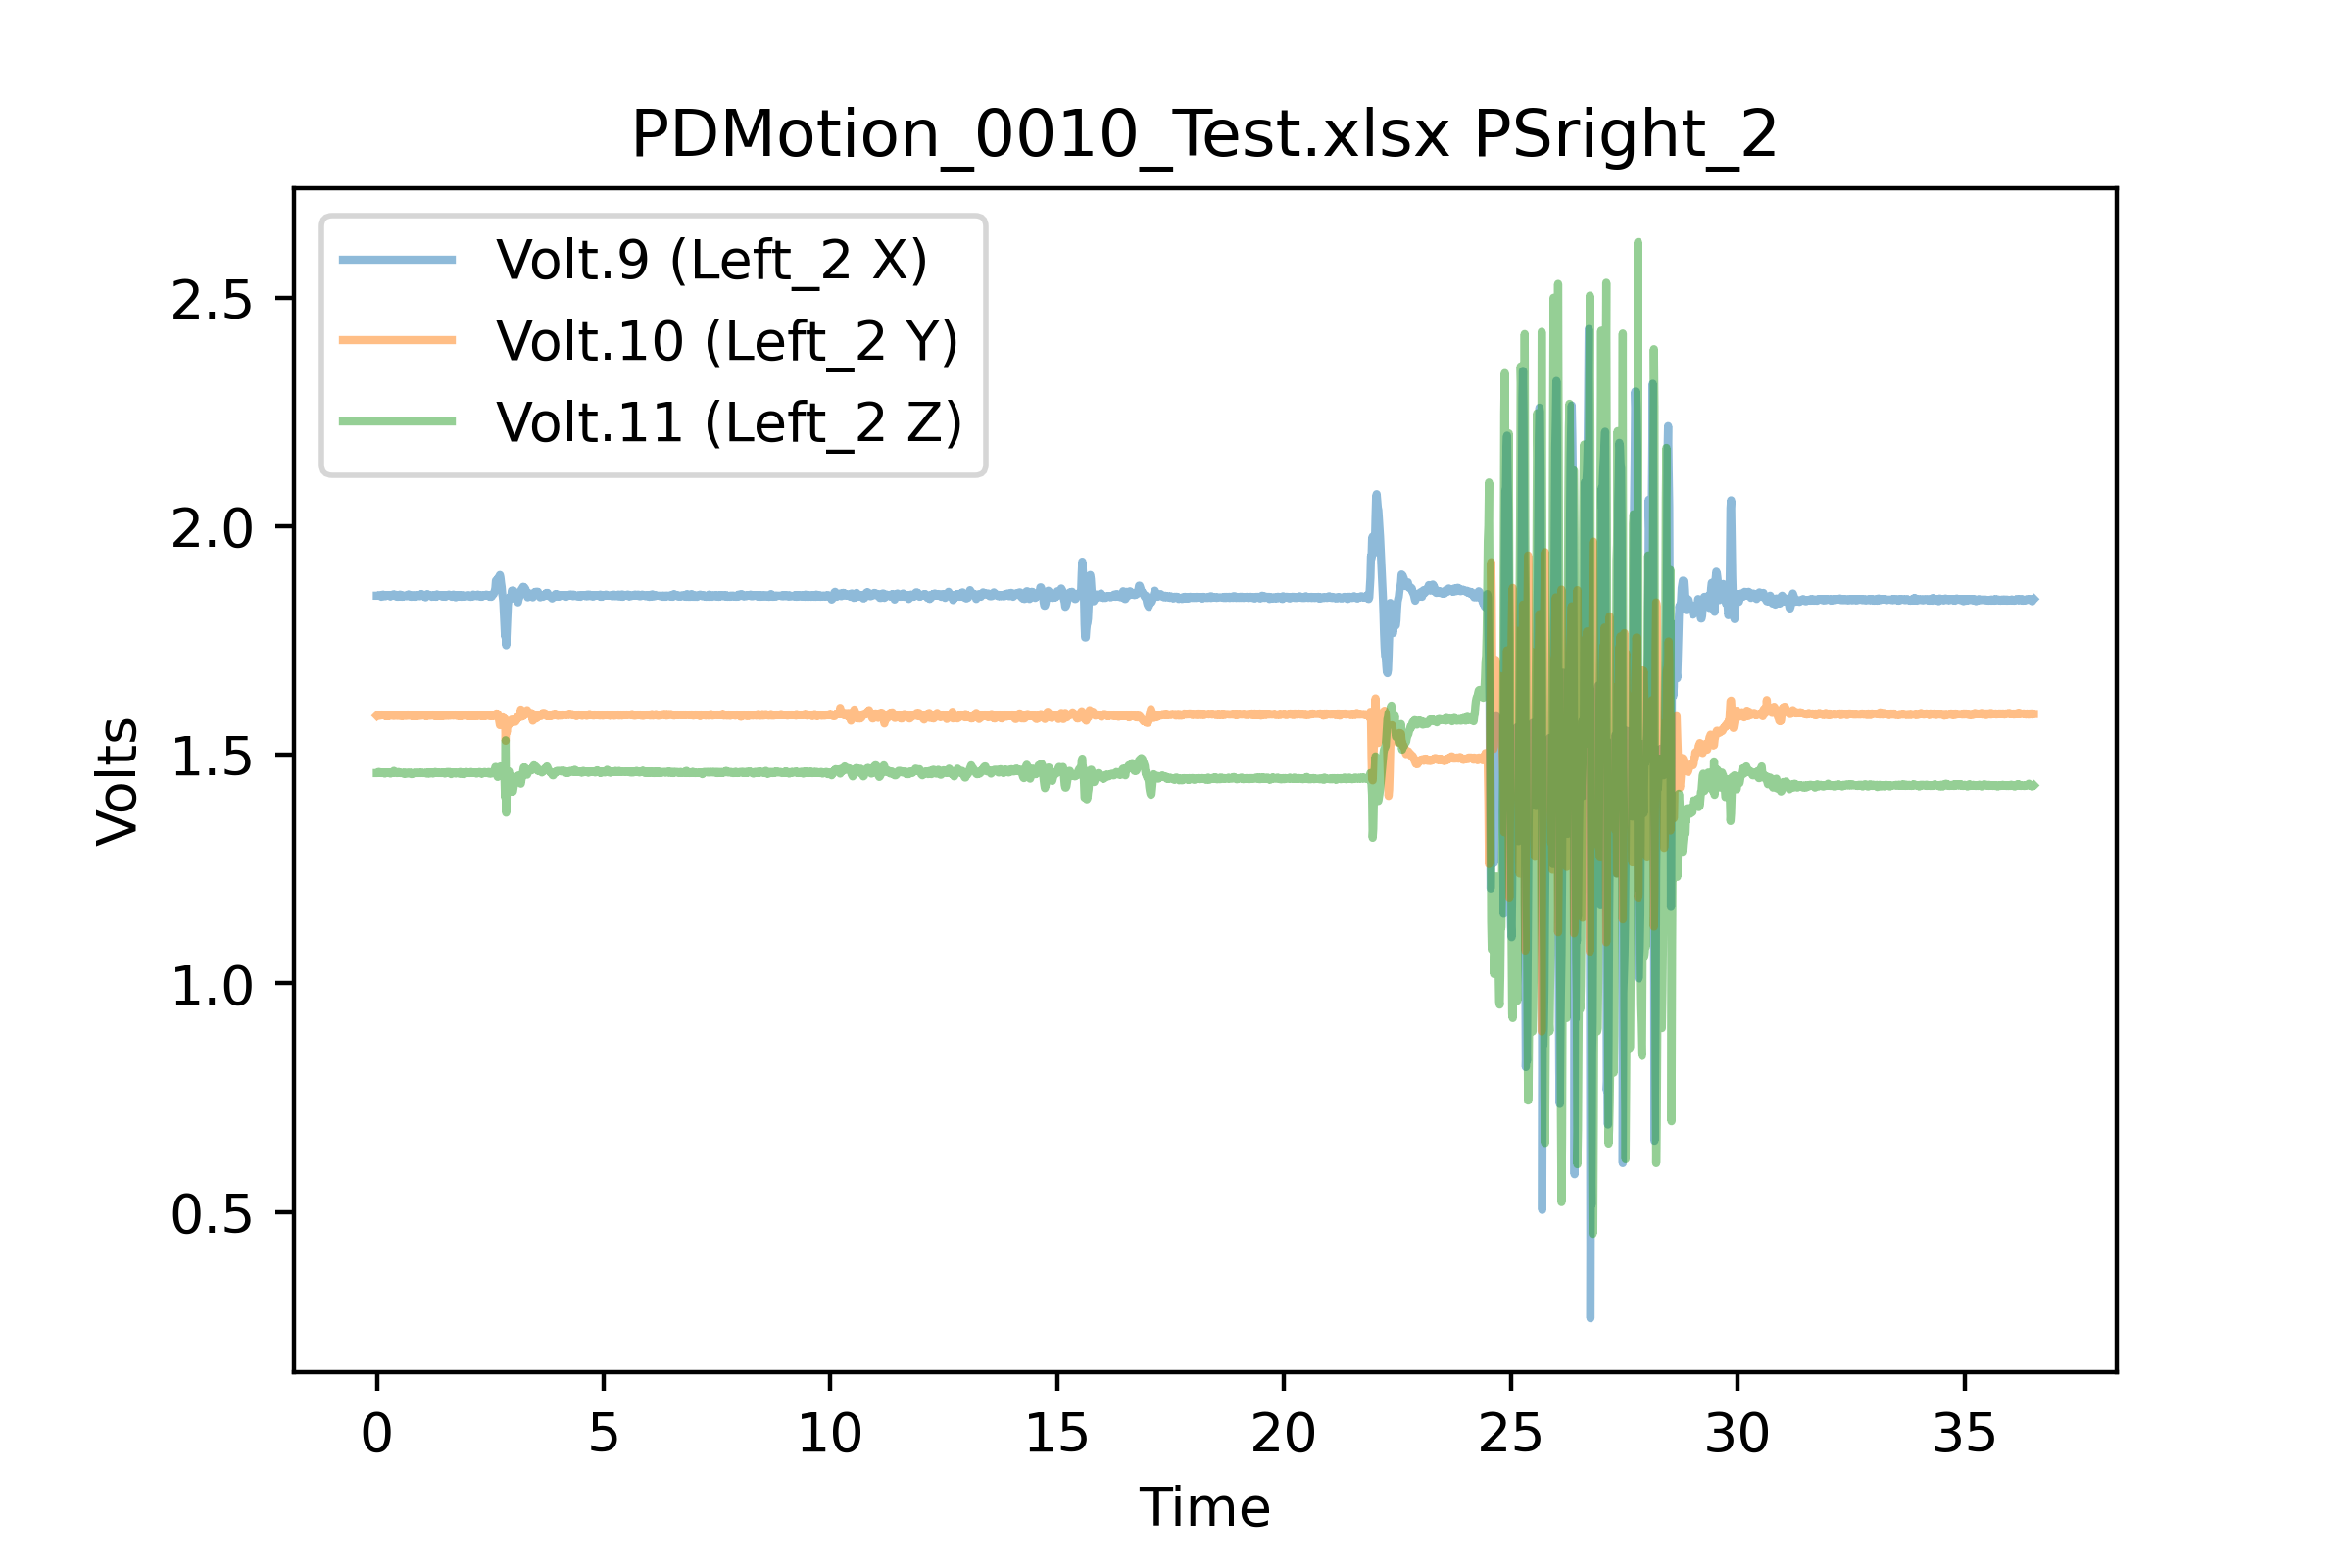 PDMotion_0010_Test.xlsx PSright_2
Volt.9 (Left_2 X)
Volt.10 (Left_2 Y)
Volt.11 (Left_2 Z)
2.5
2.0
1.5
1.0
0.5
Volts
0 5 10 15 20 25 30 35
Time